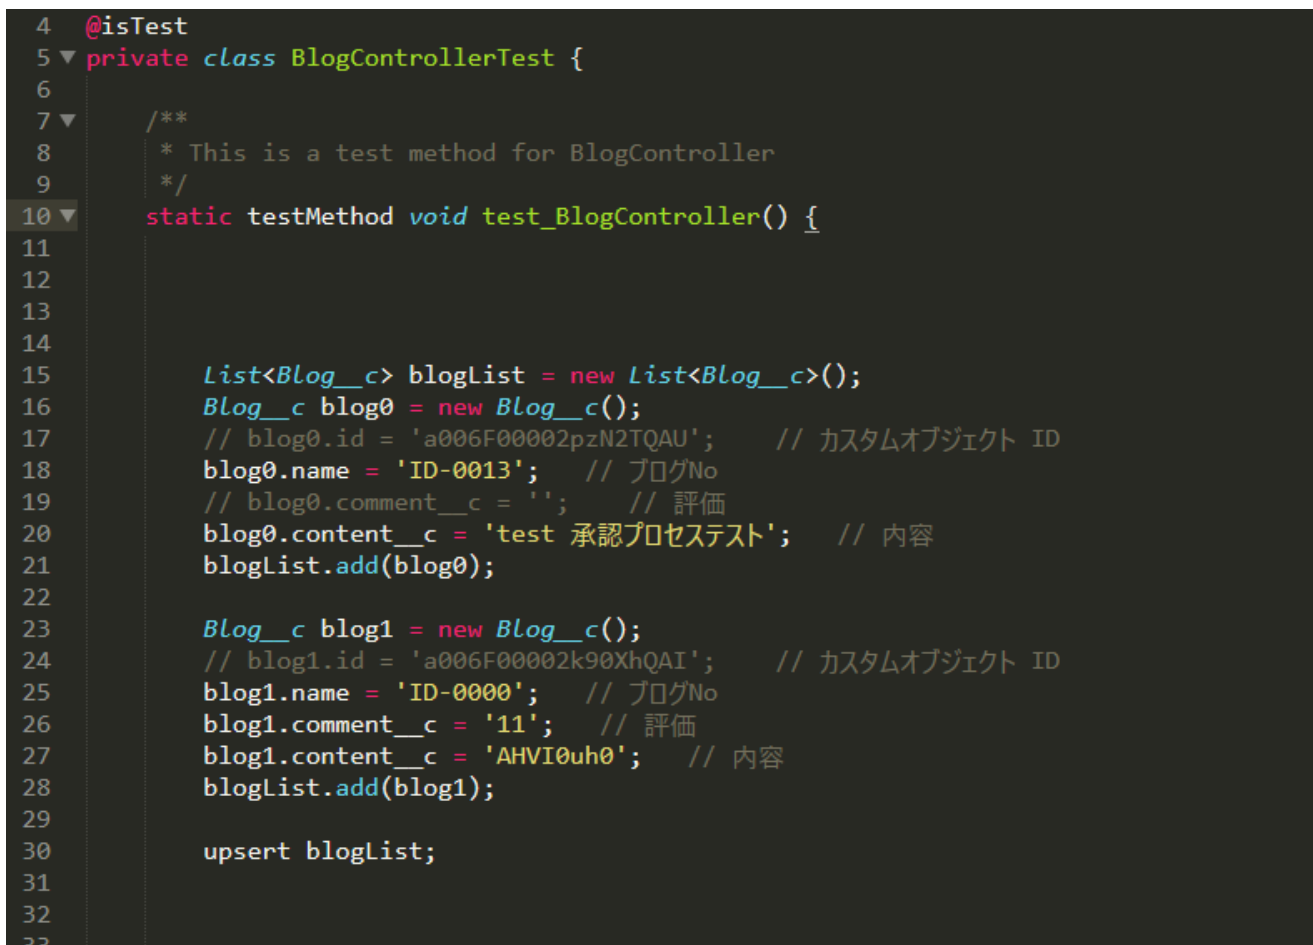 4 @isTest
5 ▼ private class BlogControllerTest {
6
7 ▼ /**
8 * This is a test method for BlogController
9 */
10 ▼ static testMethod void test_BlogController() {
11
12
13
14
15 List<Blog__c> blogList = new List<Blog__c>();
16 Blog__c blog0 = new Blog__c();
17 // blog0.id = 'a006F00002pzN2TQAU'; // カスタムオブジェクト ID
18 blog0.name = 'ID-0013'; // ブログNo
19 // blog0.comment__c = ''; // 評価
20 blog0.content__c = 'test 承認プロセステスト'; // 内容
21 blogList.add(blog0);
22
23 Blog__c blog1 = new Blog__c();
24 // blog1.id = 'a006F00002k90XhQAI'; // カスタムオブジェクト ID
25 blog1.name = 'ID-0000'; // ブログNo
26 blog1.comment__c = '11'; // 評価
27 blog1.content__c = 'AHVI0uh0'; // 内容
28 blogList.add(blog1);
29
30 upsert blogList;
31
32
33